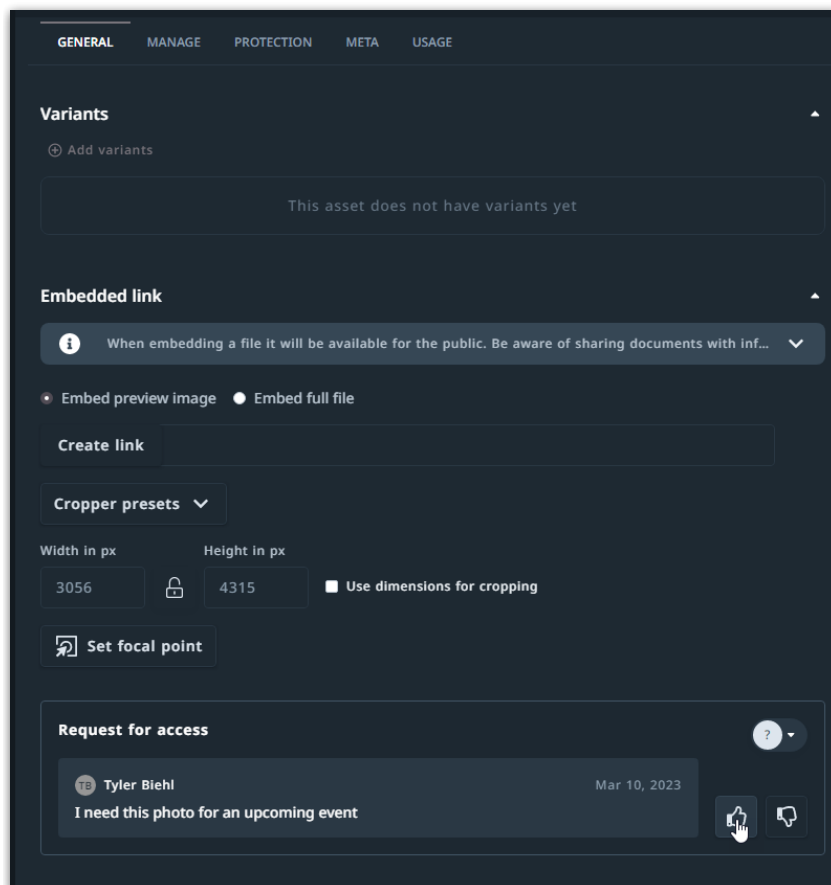 GENERAL MANAGE PROTECTION META USAGE
Variants
Add variants
This asset does not have variants yet
Embedded link
When embedding a file it will be available for the public. Be aware of sharing documents with inf...
Embed preview image Embed full file
Create link
Cropper presets
Width in px Height in px
3056 4315 Use dimensions for cropping
Set focal point
Request for access
?
TB Tyler Biehl Mar 10, 2023
I need this photo for an upcoming event